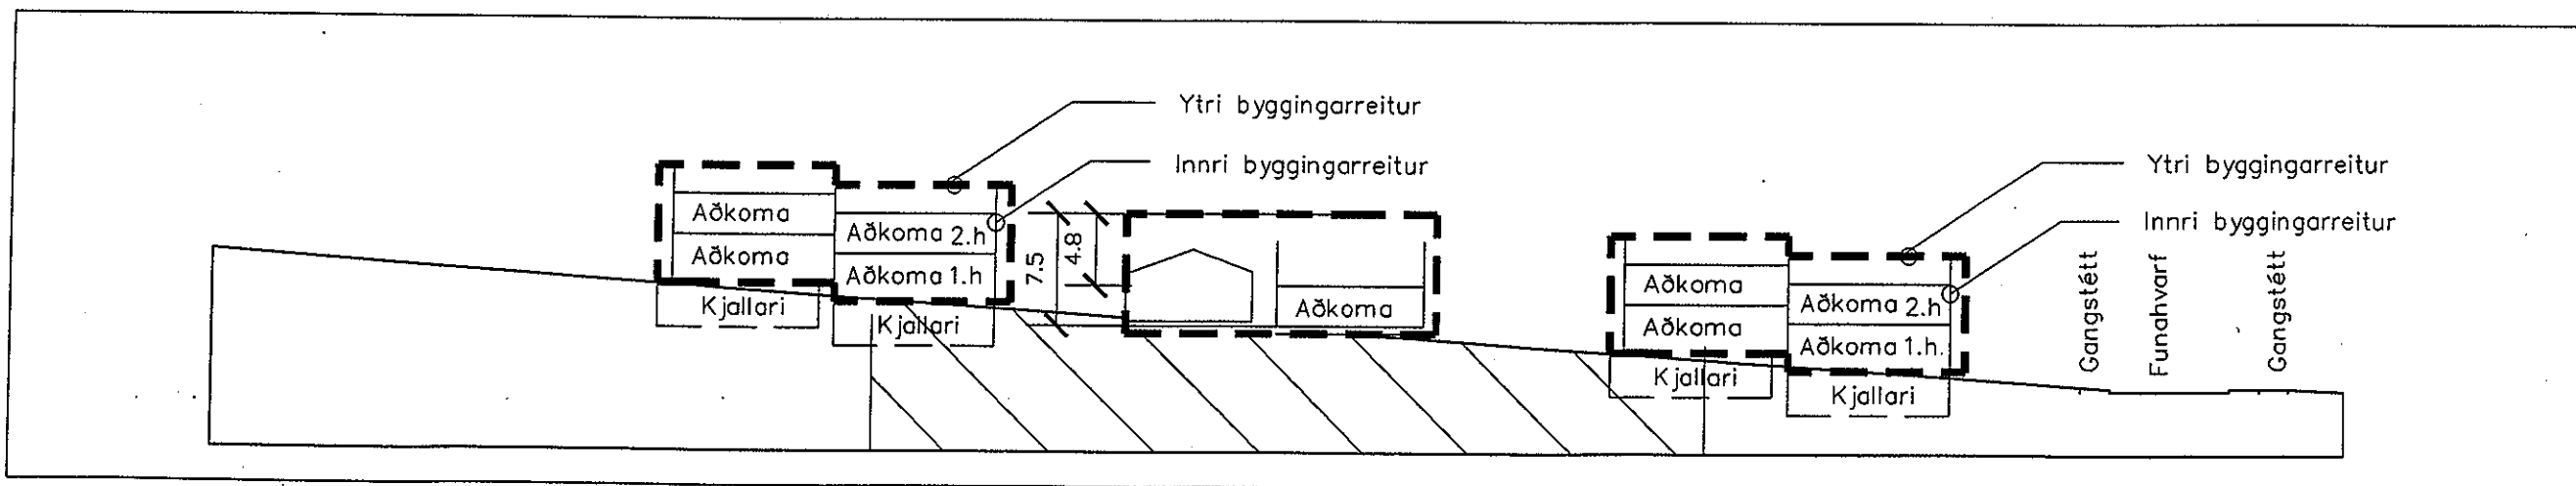 Ytri byggingarreitur
Innri byggingarreitur
Aðkoma
Aðkoma
Kjallari
Aðkoma 2.h
Aðkoma 1.h
Kjallari
7.5
4.8
Aðkoma
Ytri byggingarreitur
Innri byggingarreitur
Aðkoma
Aðkoma
Kjallari
Aðkoma 2.h
Aðkoma 1.h.
Kjallari
Gangstétt
Funahvarf
Gangstétt